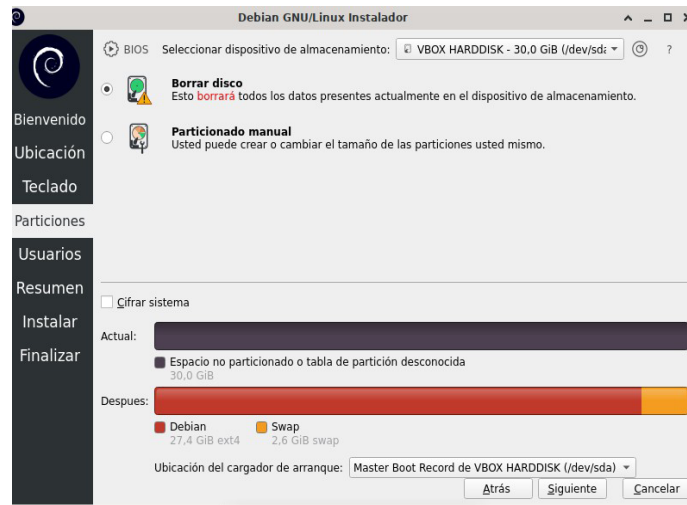 Debian GNU/Linux Instalador
BIOS Seleccionar dispositivo de almacenamiento: VBOX HARDDISK - 30,0 GiB (/dev/sda
?
Borrar disco
Esto borrará todos los datos presentes actualmente en el dispositivo de almacenamiento.
Particionado manual
Usted puede crear o cambiar el tamaño de las particiones usted mismo.
Bienvenido
Ubicación
Teclado
Particiones
Usuarios
Resumen
Instalar
Finalizar
Cifrar sistema
Actual:
Espacio no particionado o tabla de partición desconocida
30,0 GiB
Despues:
Debian
27,4 GiB ext4
Swap
2,6 GiB swap
Ubicación del cargador de arranque: Master Boot Record de VBOX HARDDISK (/dev/sda)
Atrás Siguiente Cancelar